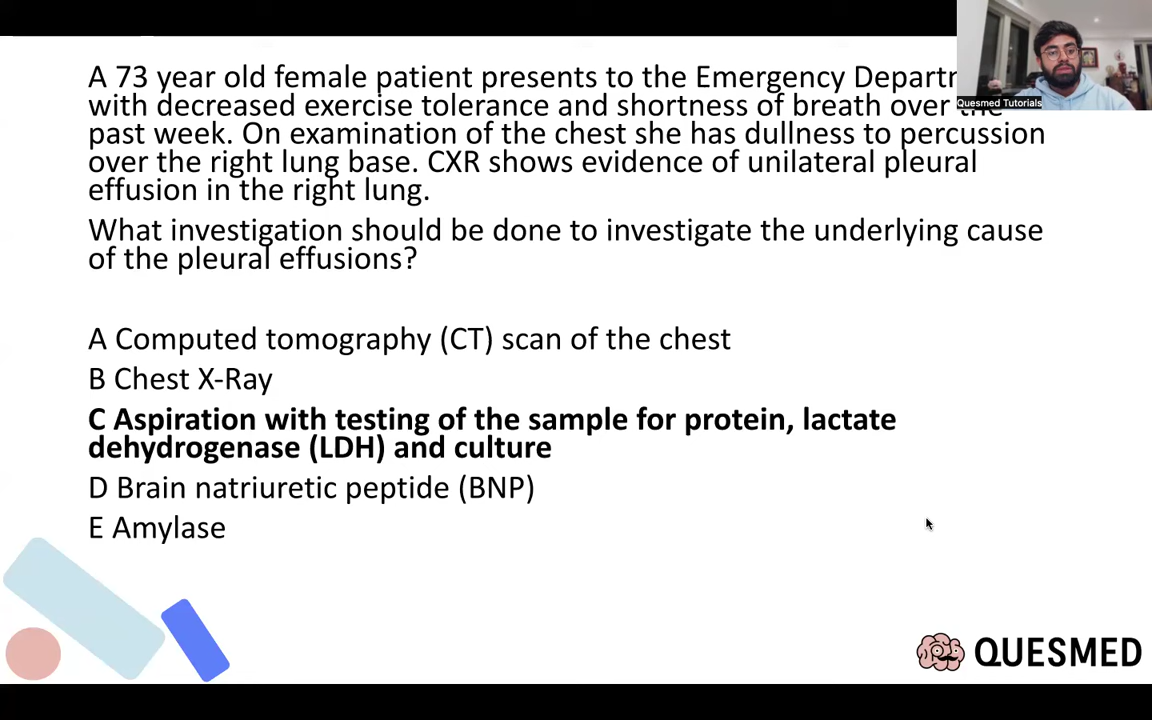 A 73 year old female patient presents to the Emergency Departm
with decreased exercise tolerance and shortness of breath over the
Quesmed Tutorials
past week. On examination of the chest she has dullness to percussion
over the right lung base. CXR shows evidence of unilateral pleural
effusion in the right lung.
What investigation should be done to investigate the underlying cause
of the pleural effusions?
A Computed tomography (CT) scan of the chest
B Chest X-Ray
C Aspiration with testing of the sample for protein, lactate
dehydrogenase (LDH) and culture
D Brain natriuretic peptide (BNP)
E Amylase
QUESMED